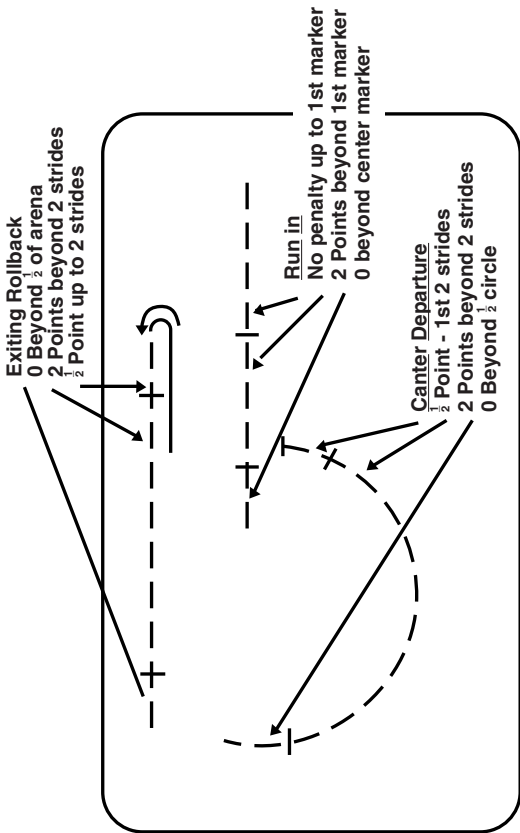 Exiting Rollback
0 Beyond ½ of arena
2 Points beyond 2 strides
½ Point up to 2 strides
Run in
No penalty up to 1st marker
2 Points beyond 1st marker
0 beyond center marker
Canter Departure
½ Point - 1st 2 strides
2 Points beyond 2 strides
0 Beyond ½ circle